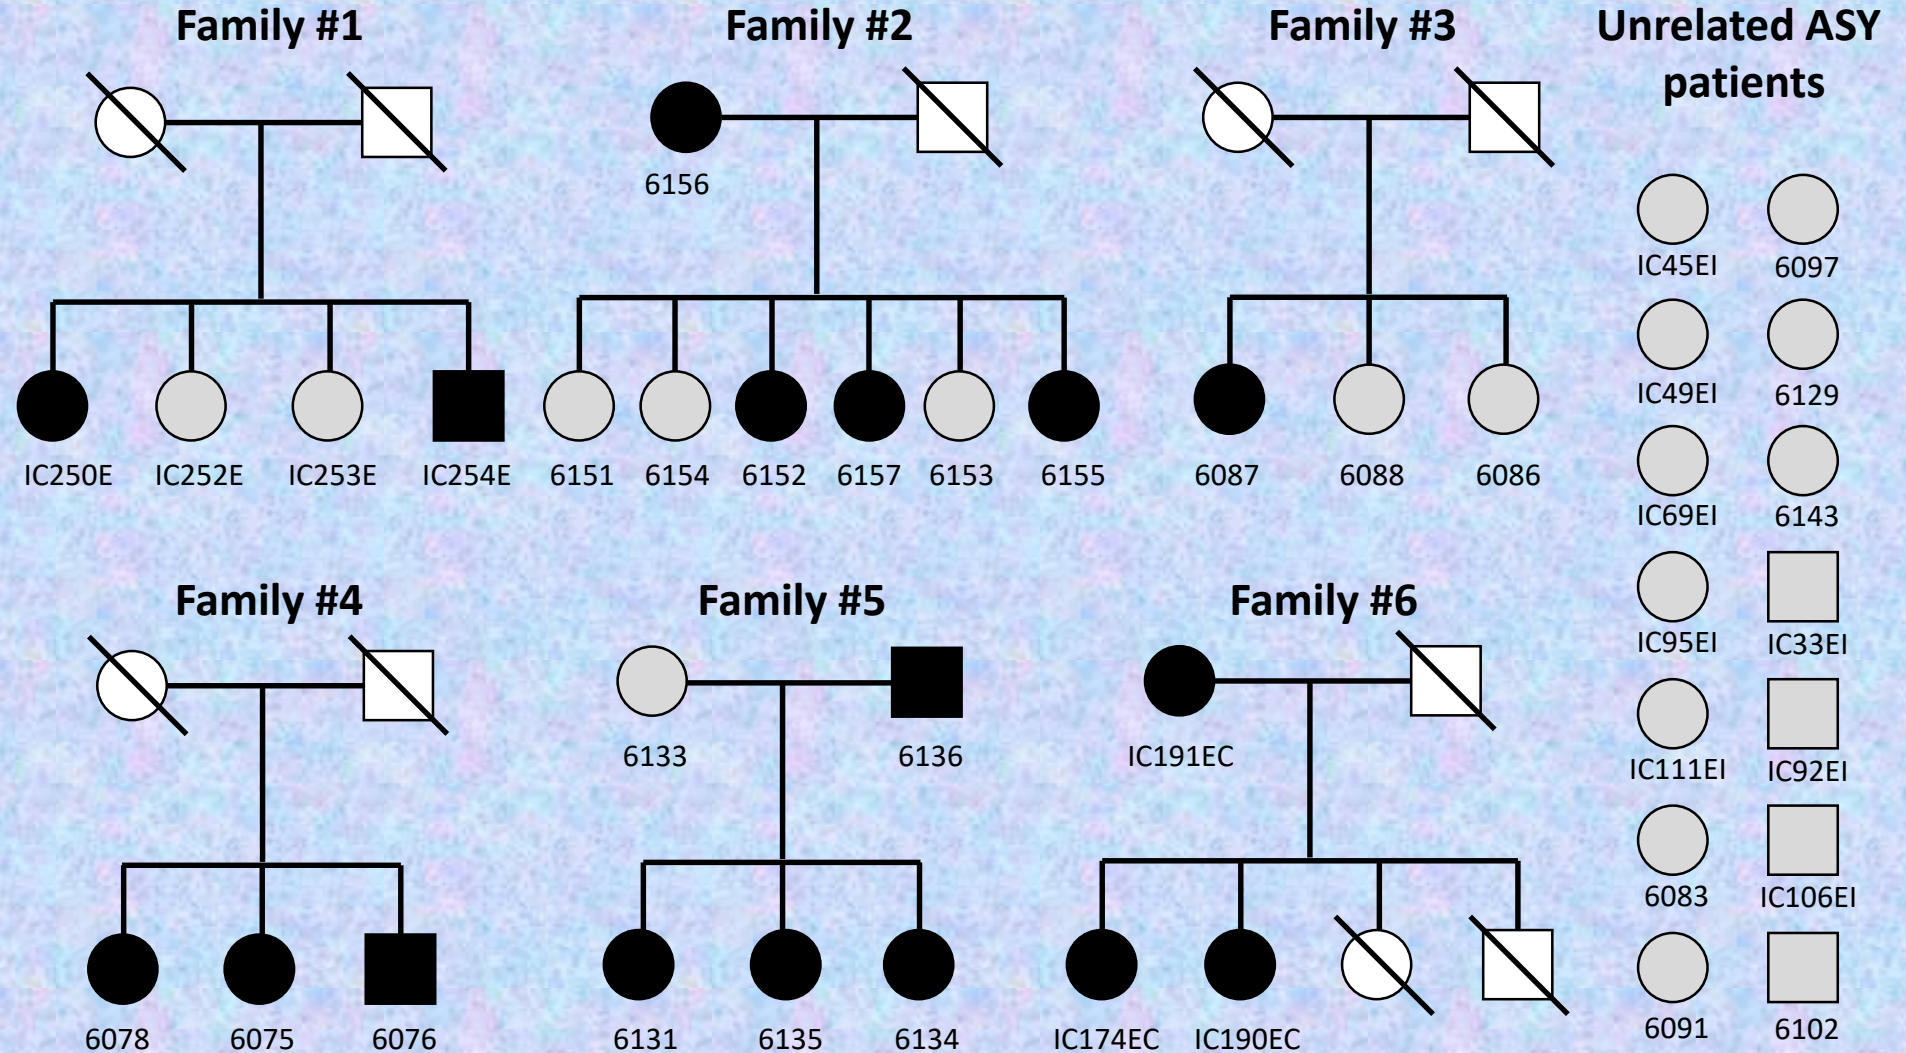 Family #1
Family #2
Family #3
Unrelated ASY
patients
6156
IC250E IC252E IC253E IC254E
6151 6154 6152 6157 6153 6155
6087 6088 6086
Family #4
Family #5
Family #6
6133 6136
IC191EC
6078 6075 6076
6131 6135 6134
IC174EC IC190EC
IC45EI 6097
IC49EI 6129
IC69EI 6143
IC95EI IC33EI
IC111EI IC92EI
6083 IC106EI
6091 6102